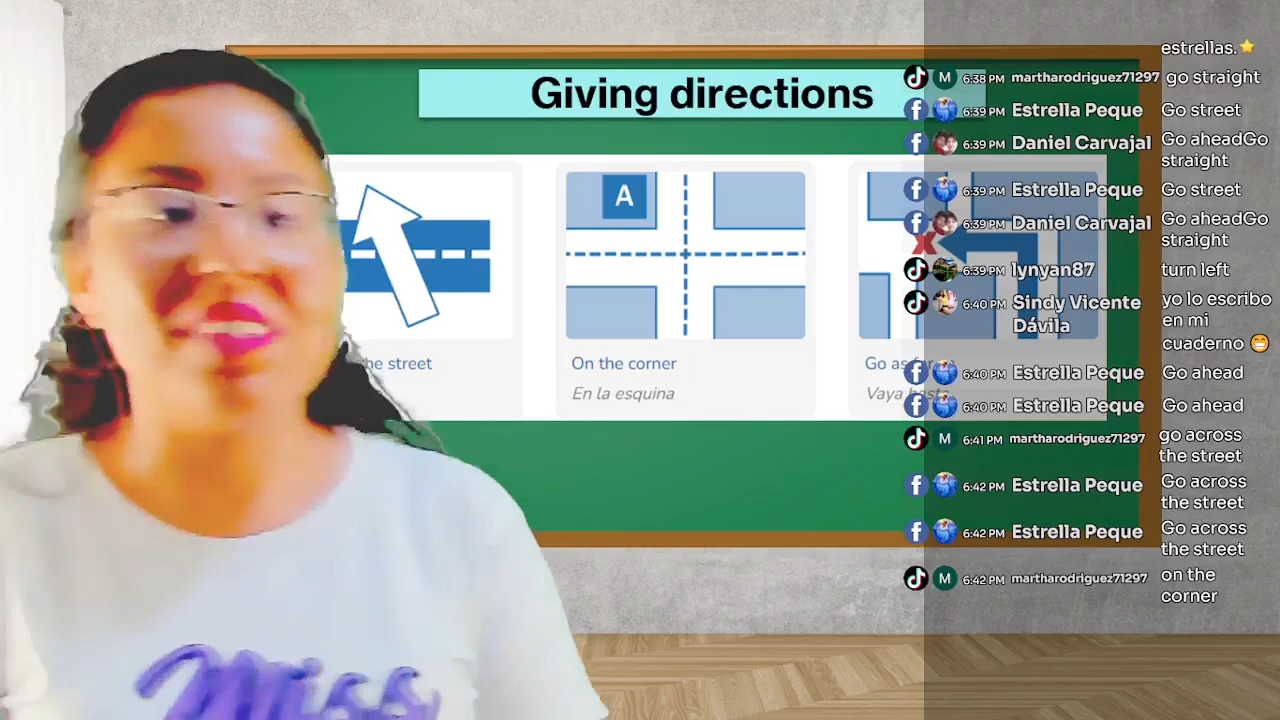 Giving directions
A
he street
On the corner
En la esquina
Go as far
Vaya hasta
Miss
estrellas.⭐
M 6:38 PM martharodriguez71297 go straight
6:39 PM Estrella Peque Go street
6:39 PM Daniel Carvajal Go aheadGo
straight
6:39 PM Estrella Peque Go street
6:39 PM Daniel Carvajal Go aheadGo
straight
6:39 PM lynyan87 turn left
6:40 PM Sindy Vicente Dávila yo lo escribo
en mi
cuaderno 😁
6:40 PM Estrella Peque Go ahead
6:40 PM Estrella Peque Go ahead
M 6:41 PM martharodriguez71297 go across
the street
6:42 PM Estrella Peque Go across
the street
6:42 PM Estrella Peque Go across
the street
M 6:42 PM martharodriguez71297 on the
corner